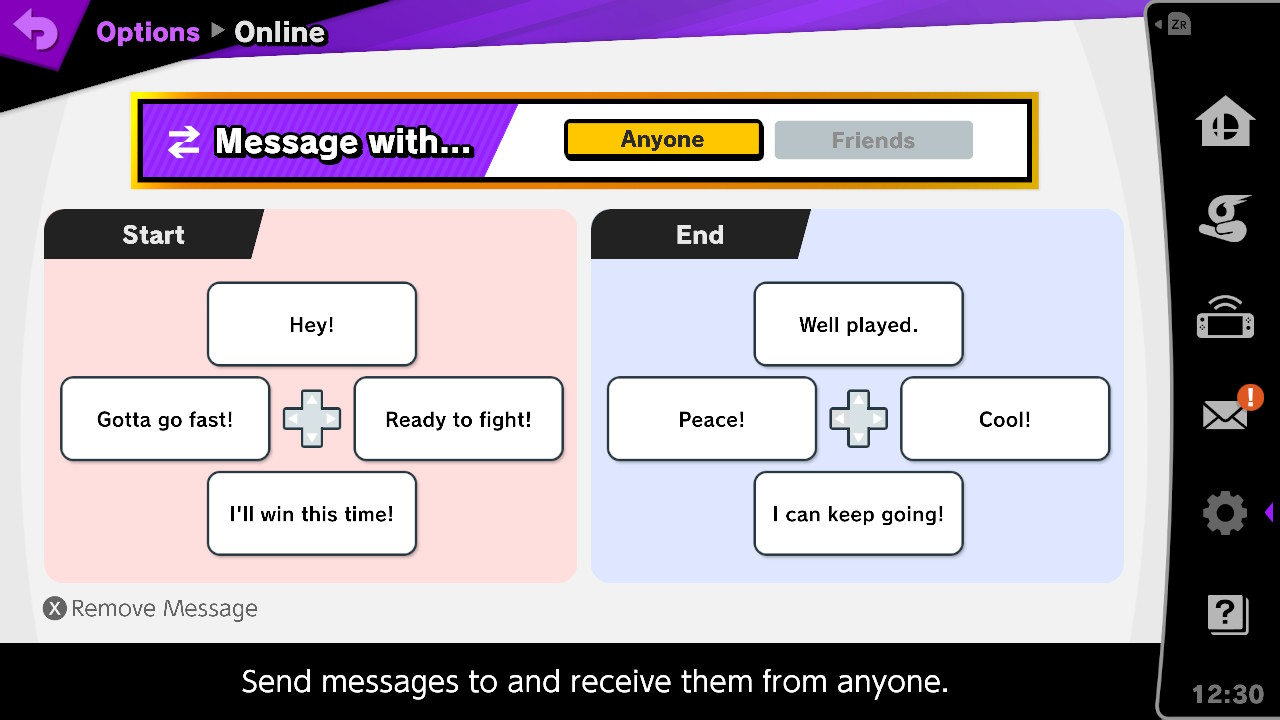 Options ▶ Online
ZR
Message with...
Anyone
Friends
Start
End
Hey!
Gotta go fast!
Ready to fight!
I'll win this time!
Well played.
Peace!
Cool!
I can keep going!
!
?
X Remove Message
Send messages to and receive them from anyone.
12:30